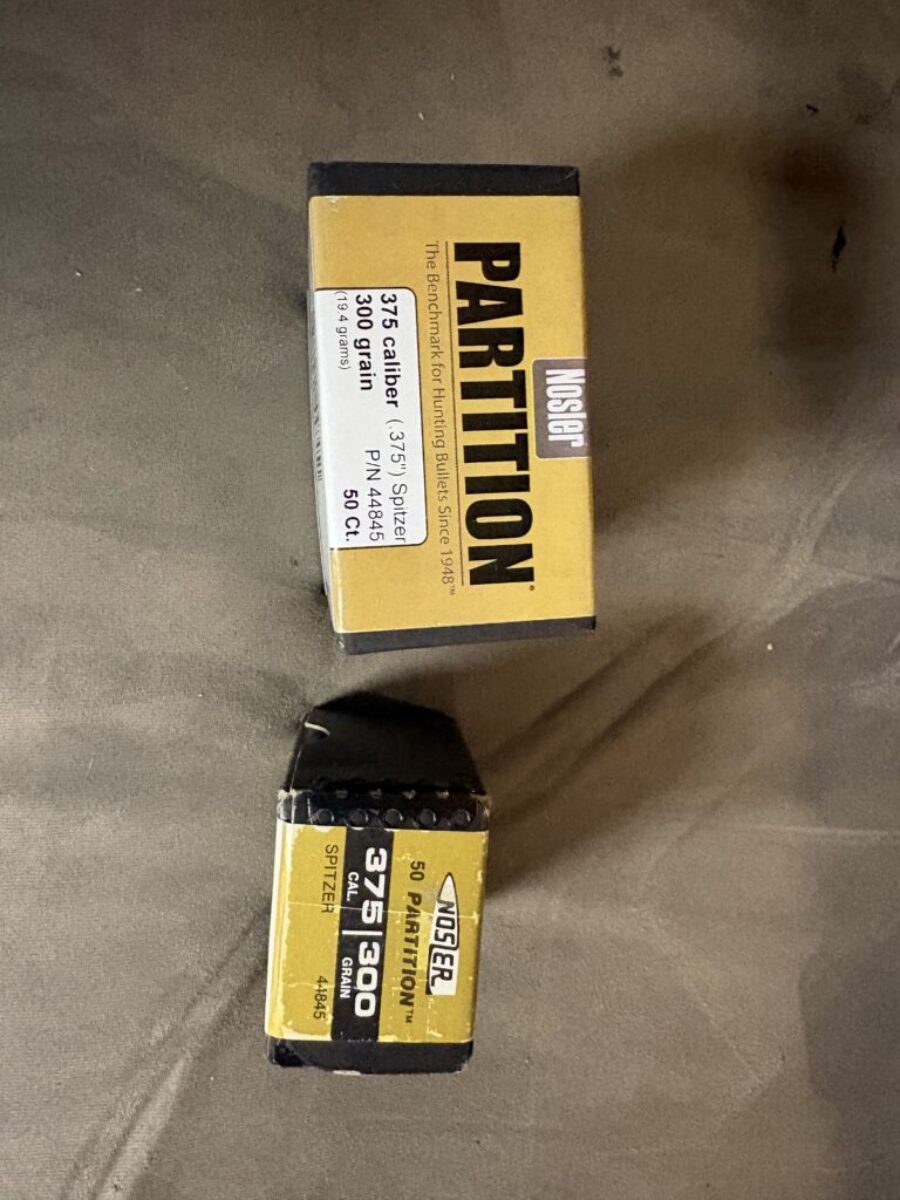 Nosler
PARTITION®
The Benchmark for Hunting Bullets Since 1948™
375 caliber (.375") Spitzer
300 grain P/N 44845
(19.4 grams) 50 Ct.
NOSLER
50 PARTITION™
375 | 300
CAL. GRAIN
SPITZER 44845